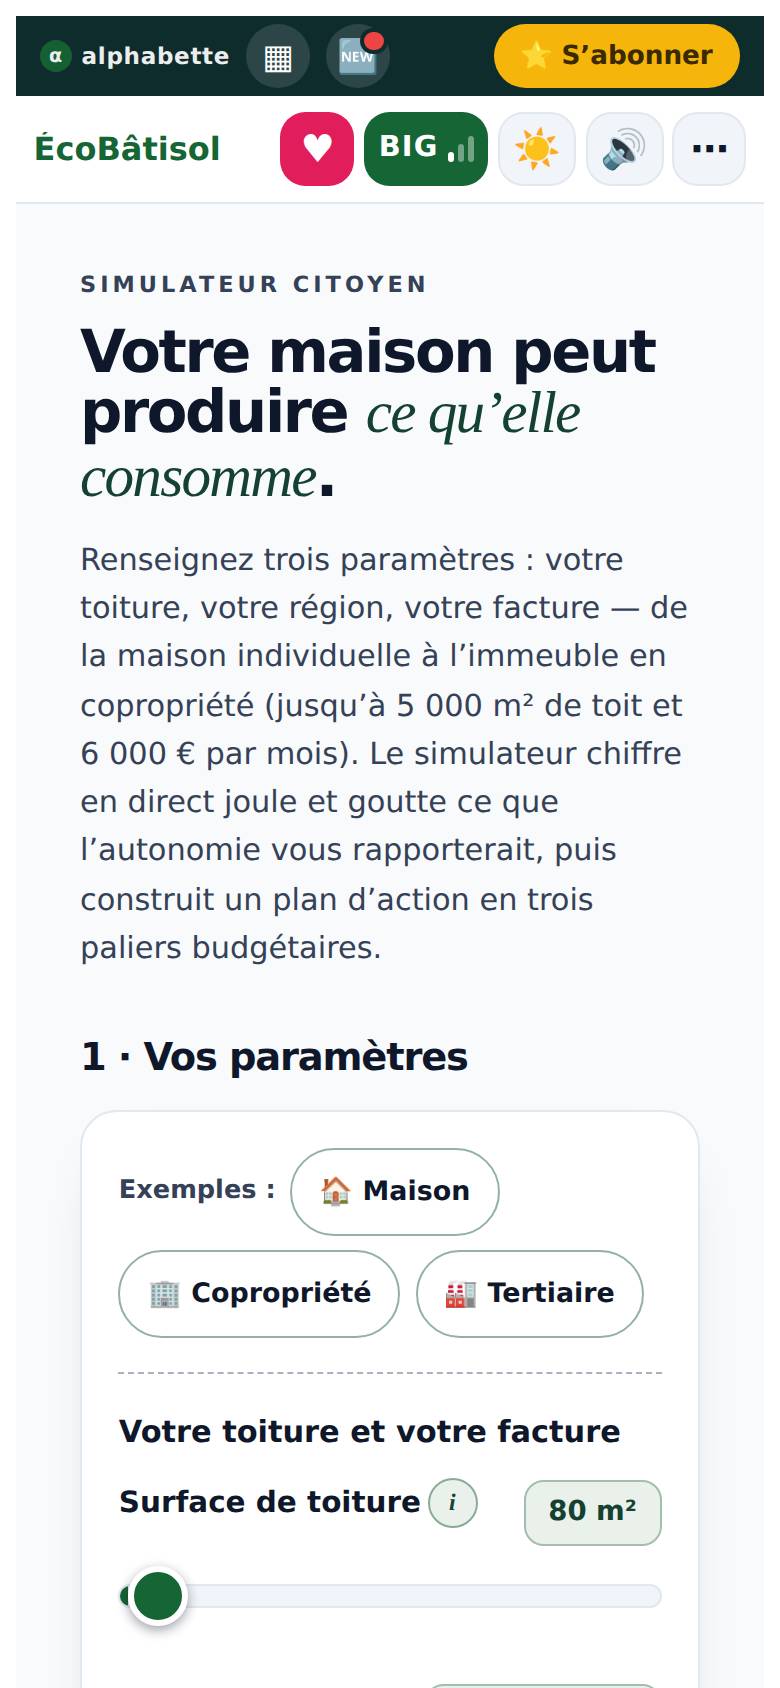 α alphabette NEW ⭐ S’abonner
ÉcoBâtisol ♥ BIG ☀️ 🔊 ⋯
SIMULATEUR CITOYEN
Votre maison peut
produire ce qu’elle
consomme.
Renseignez trois paramètres : votre
toiture, votre région, votre facture — de
la maison individuelle à l’immeuble en
copropriété (jusqu’à 5 000 m² de toit et
6 000 € par mois). Le simulateur chiffre
en direct joule et goutte ce que
l’autonomie vous rapporterait, puis
construit un plan d’action en trois
paliers budgétaires.
1 · Vos paramètres
Exemples : 🏠 Maison
🏢 Copropriété 🏭 Tertiaire
Votre toiture et votre facture
Surface de toiture i 80 m²